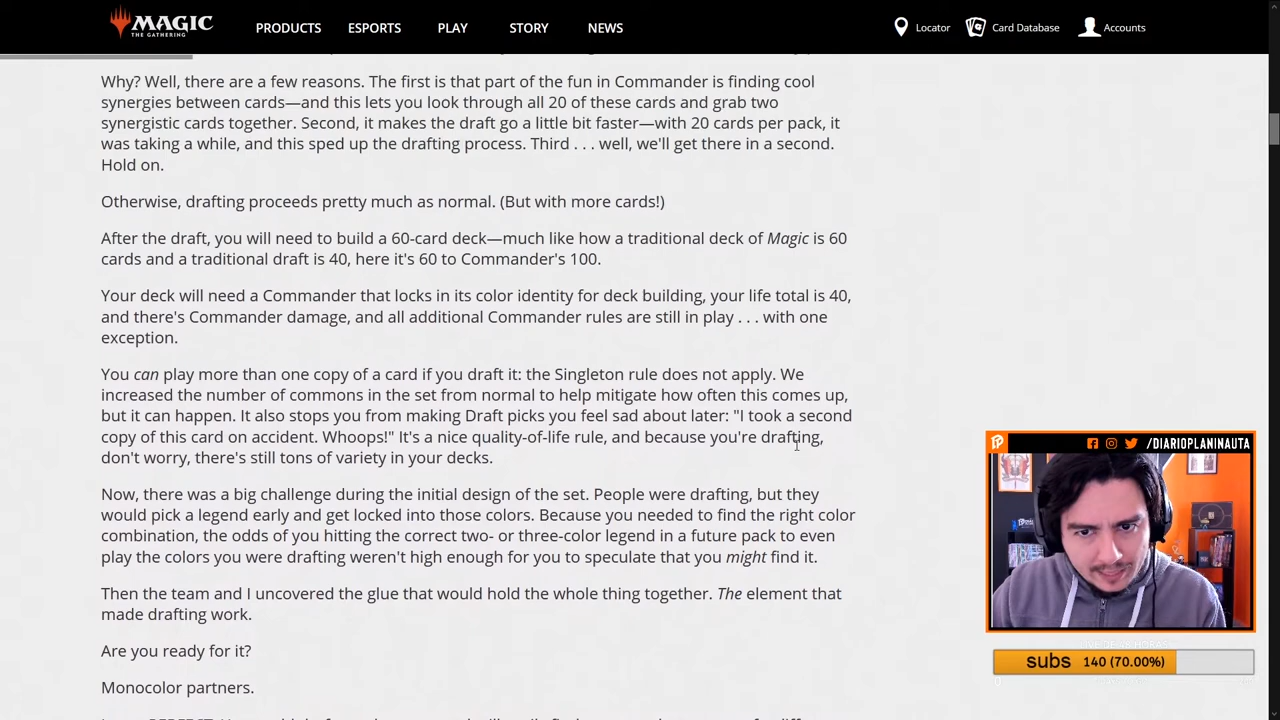 MAGIC
THE GATHERING
PRODUCTS
ESPORTS
PLAY
STORY
NEWS
Locator
Card Database
Accounts
Why? Well, there are a few reasons. The first is that part of the fun in Commander is finding cool
synergies between cards—and this lets you look through all 20 of these cards and grab two
synergistic cards together. Second, it makes the draft go a little bit faster—with 20 cards per pack, it
was taking a while, and this sped up the drafting process. Third . . . well, we'll get there in a second.
Hold on.
Otherwise, drafting proceeds pretty much as normal. (But with more cards!)
After the draft, you will need to build a 60-card deck—much like how a traditional deck of Magic is 60
cards and a traditional draft is 40, here it's 60 to Commander's 100.
Your deck will need a Commander that locks in its color identity for deck building, your life total is 40,
and there's Commander damage, and all additional Commander rules are still in play . . . with one
exception.
You can play more than one copy of a card if you draft it: the Singleton rule does not apply. We
increased the number of commons in the set from normal to help mitigate how often this comes up,
but it can happen. It also stops you from making Draft picks you feel sad about later: "I took a second
copy of this card on accident. Whoops!" It's a nice quality-of-life rule, and because you're drafting,
don't worry, there's still tons of variety in your decks.
Now, there was a big challenge during the initial design of the set. People were drafting, but they
would pick a legend early and get locked into those colors. Because you needed to find the right color
combination, the odds of you hitting the correct two- or three-color legend in a future pack to even
play the colors you were drafting weren't high enough for you to speculate that you might find it.
Then the team and I uncovered the glue that would hold the whole thing together. The element that
made drafting work.
Are you ready for it?
Monocolor partners.
/DIARIOPLANINAUTA
subs 140 (70.00%)